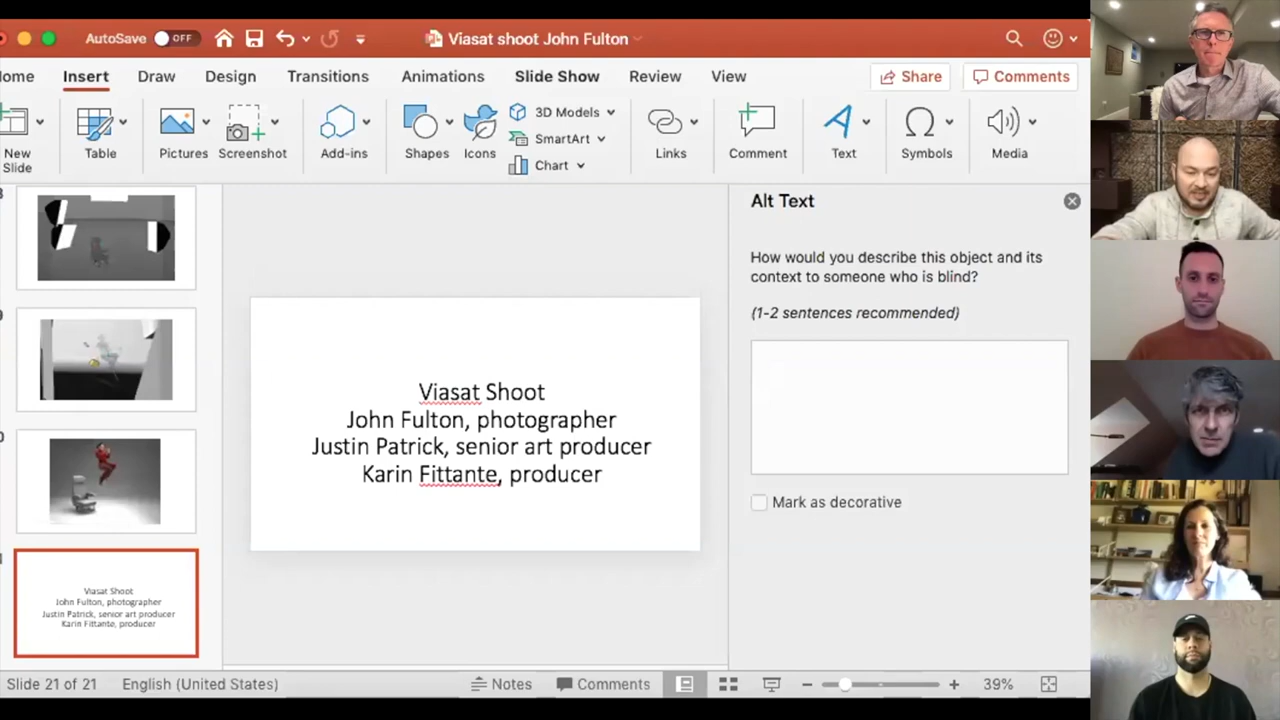 AutoSave OFF
Viasat shoot John Fulton
Insert Draw Design Transitions Animations Slide Show Review View
Share Comments
New Slide
Table
Pictures
Screenshot
Add-ins
Shapes
Icons
3D Models
SmartArt
Chart
Links
Comment
Text
Symbols
Media
Viasat Shoot
John Fulton, photographer
Justin Patrick, senior art producer
Karin Fittante, producer
Viasat Shoot
John Fulton, photographer
Justin Patrick, senior art producer
Karin Fittante, producer
Alt Text
How would you describe this object and its
context to someone who is blind?
(1-2 sentences recommended)
Mark as decorative
Slide 21 of 21 English (United States) Notes Comments 39%